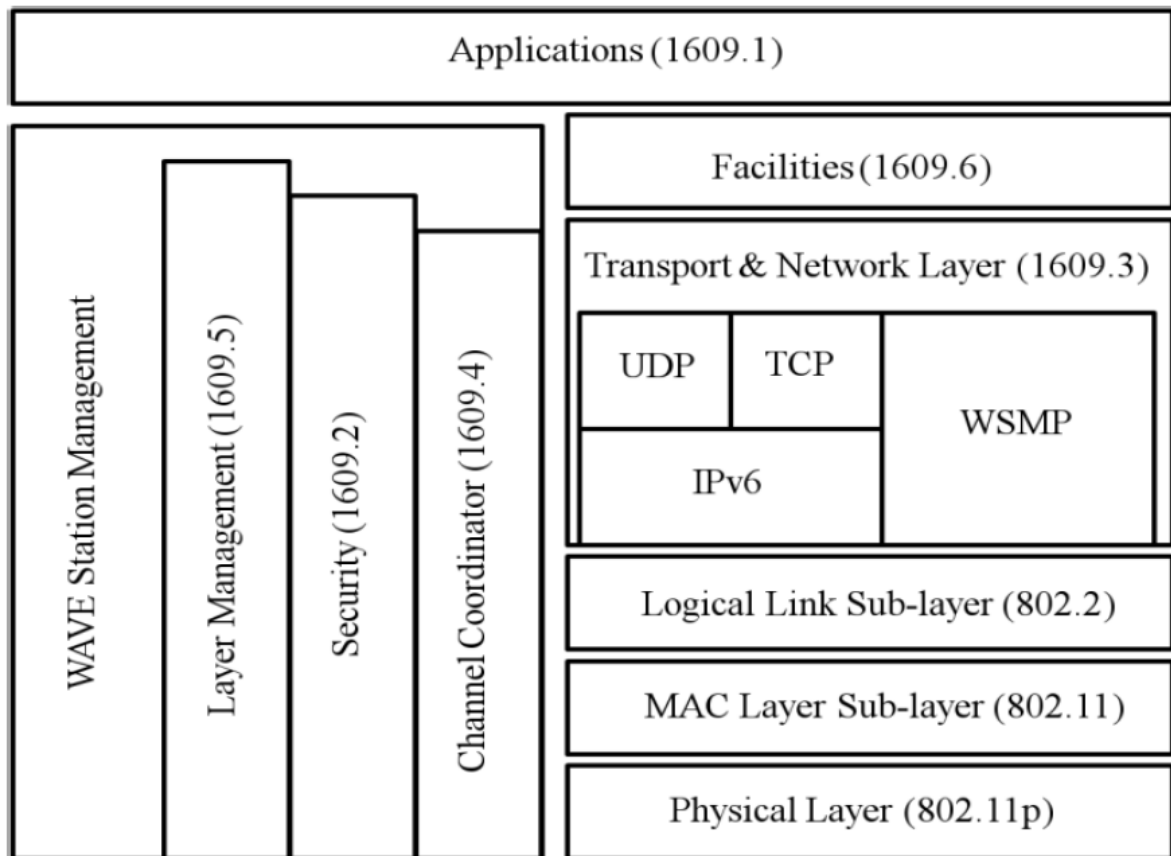 Applications (1609.1)
WAVE Station Management
Layer Management (1609.5)
Security (1609.2)
Channel Coordinator (1609.4)
Facilities (1609.6)
Transport & Network Layer (1609.3)
UDP
TCP
WSMP
IPv6
Logical Link Sub-layer (802.2)
MAC Layer Sub-layer (802.11)
Physical Layer (802.11p)